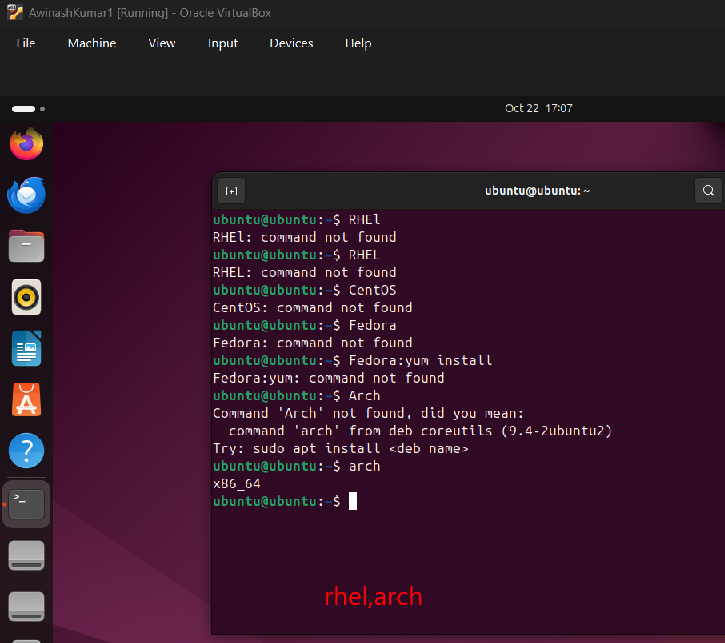 AwinashKumar1 [Running] - Oracle VirtualBox
File Machine View Input Devices Help
Oct 22 17:07
ubuntu@ubuntu: ~
ubuntu@ubuntu:~$ RHEl
RHEl: command not found
ubuntu@ubuntu:~$ RHEL
RHEL: command not found
ubuntu@ubuntu:~$ CentOS
CentOS: command not found
ubuntu@ubuntu:~$ Fedora
Fedora: command not found
ubuntu@ubuntu:~$ Fedora:yum install
Fedora:yum: command not found
ubuntu@ubuntu:~$ Arch
Command 'Arch' not found, did you mean:
  command 'arch' from deb coreutils (9.4-2ubuntu2)
Try: sudo apt install <deb name>
ubuntu@ubuntu:~$ arch
x86_64
ubuntu@ubuntu:~$
rhel,arch